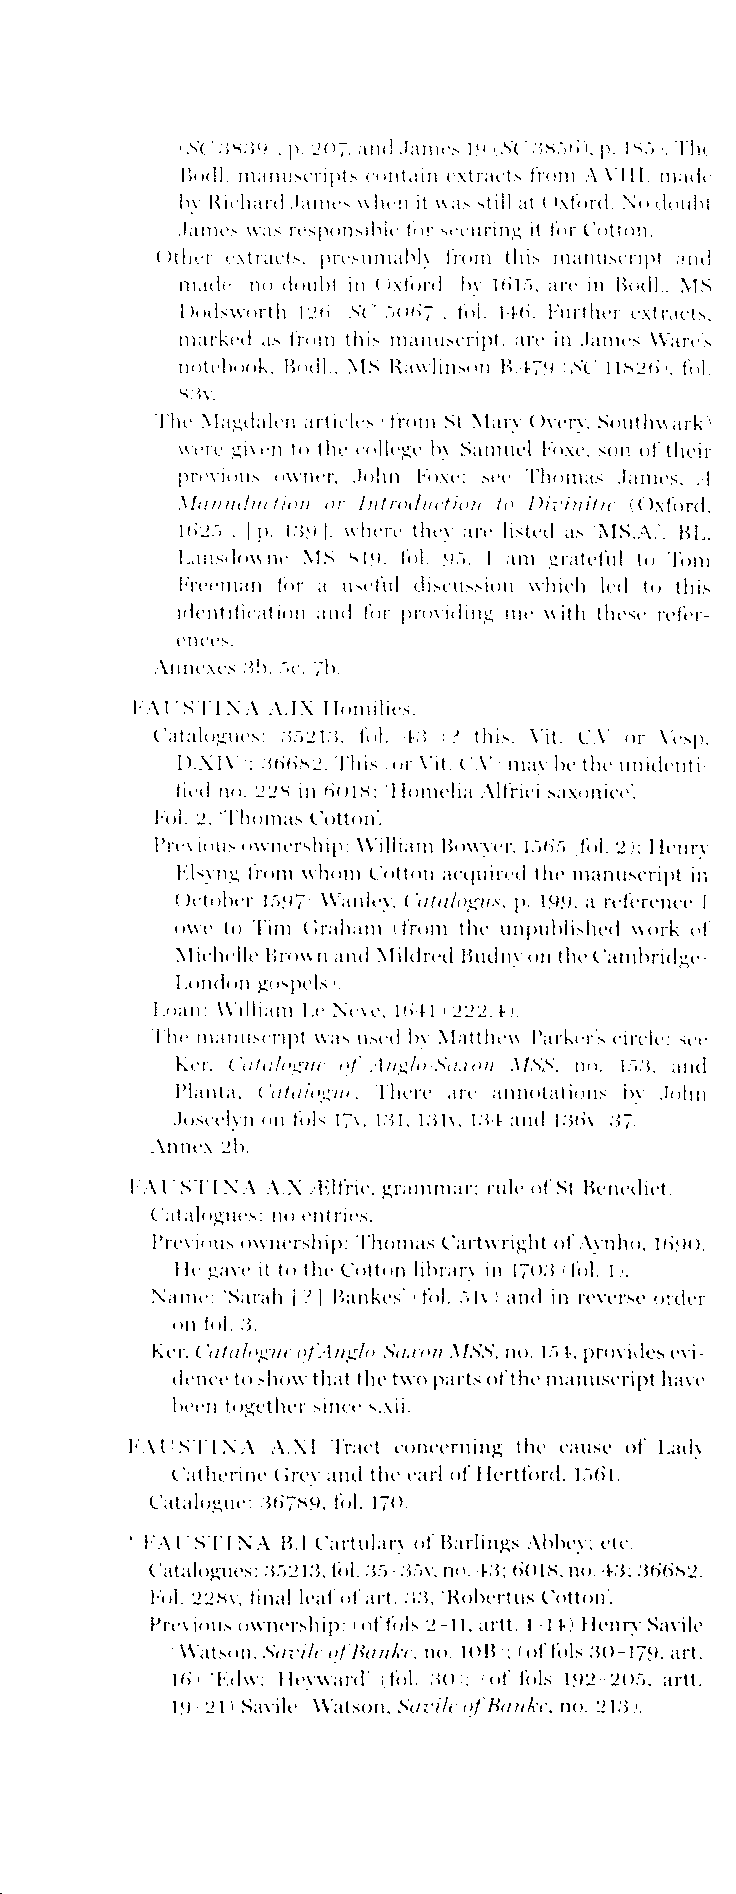 (SC 3839), p. 207, and James 19 (SC 3856), p. 185). The
Bodl. manuscripts contain extracts from A.VIII. made
by Richard James when it was still at Oxford. No doubt
James was responsible for securing it for Cotton.
Other extracts, presumably from this manuscript and
made (no doubt in Oxford) by 1615, are in Bodl., MS
Dodsworth 126 (SC 5067), fol. 146. Further extracts,
marked as from this manuscript, are in James Ware's
notebook, Bodl., MS Rawlinson B.479 (SC 11826), fol.
83v.
The Magdalen articles (from St Mary Overy, Southwark)
were given to the college by Samuel Foxe, son of their
previous owner, John Foxe: see Thomas James, A
Manuduction or Introduction to Divinitie (Oxford,
1625), [p. 139], where they are listed as 'MS.A.'. BL,
Lansdowne MS 819, fol. 95. I am grateful to Tom
Freeman for a useful discussion which led to this
identification and for providing me with these refer-
ences.
Annexes 3b, 5c, 7b.
FAUSTINA A.IX Homilies.
Catalogues: 35213, fol. 43 (? this, Vit. C.V or Vesp.
D.XIV); 36682. This (or Vit. C.V) may be the unidenti-
fied no. 228 in 6018: 'Homelia Alfrici saxonice'.
Fol. 2, 'Thomas Cotton'.
Previous ownership: William Bowyer, 1565 (fol. 2); Henry
Elsyng from whom Cotton acquired the manuscript in
October 1597: Wanley, Catalogus, p. 199, a reference I
owe to Tim Graham (from the unpublished work of
Michelle Brown and Mildred Budny on the Cambridge-
London gospels).
Loan: William Le Neve, 1641 (222.4).
The manuscript was used by Matthew Parker's circle: see
Ker, Catalogue of Anglo-Saxon MSS, no. 153, and
Planta, Catalogue. There are annotations by John
Joscelyn on fols 17v, 131, 131v, 134 and 136v-37.
Annex 2b.
FAUSTINA A.X Ælfric, grammar; rule of St Benedict.
Catalogues: no entries.
Previous ownership: Thomas Cartwright of Aynho, 1690.
He gave it to the Cotton library in 1703 (fol. 1).
Name: 'Sarah [?] Bankes' (fol. 51v) and in reverse order
on fol. 3.
Ker, Catalogue of Anglo-Saxon MSS, no. 154, provides evi-
dence to show that the two parts of the manuscript have
been together since s.xii.
FAUSTINA A.XI Tract concerning the cause of Lady
Catherine Grey and the earl of Hertford, 1561.
Catalogue: 36789, fol. 170.
* FAUSTINA B.I Cartulary of Barlings Abbey; etc.
Catalogues: 35213, fol. 35-35v, no. 43; 6018, no. 43; 36682.
Fol. 228v, final leaf of art. 33, 'Robertus Cotton'.
Previous ownership: (of fols 2-11, artt. 1-14) Henry Savile
(Watson, Savile of Banke, no. 10B); (of fols 30-179, art.
16) 'Edw: Heyward' (fol. 30); (of fols 192-205, artt.
19-21) Savile (Watson, Savile of Banke, no. 213).